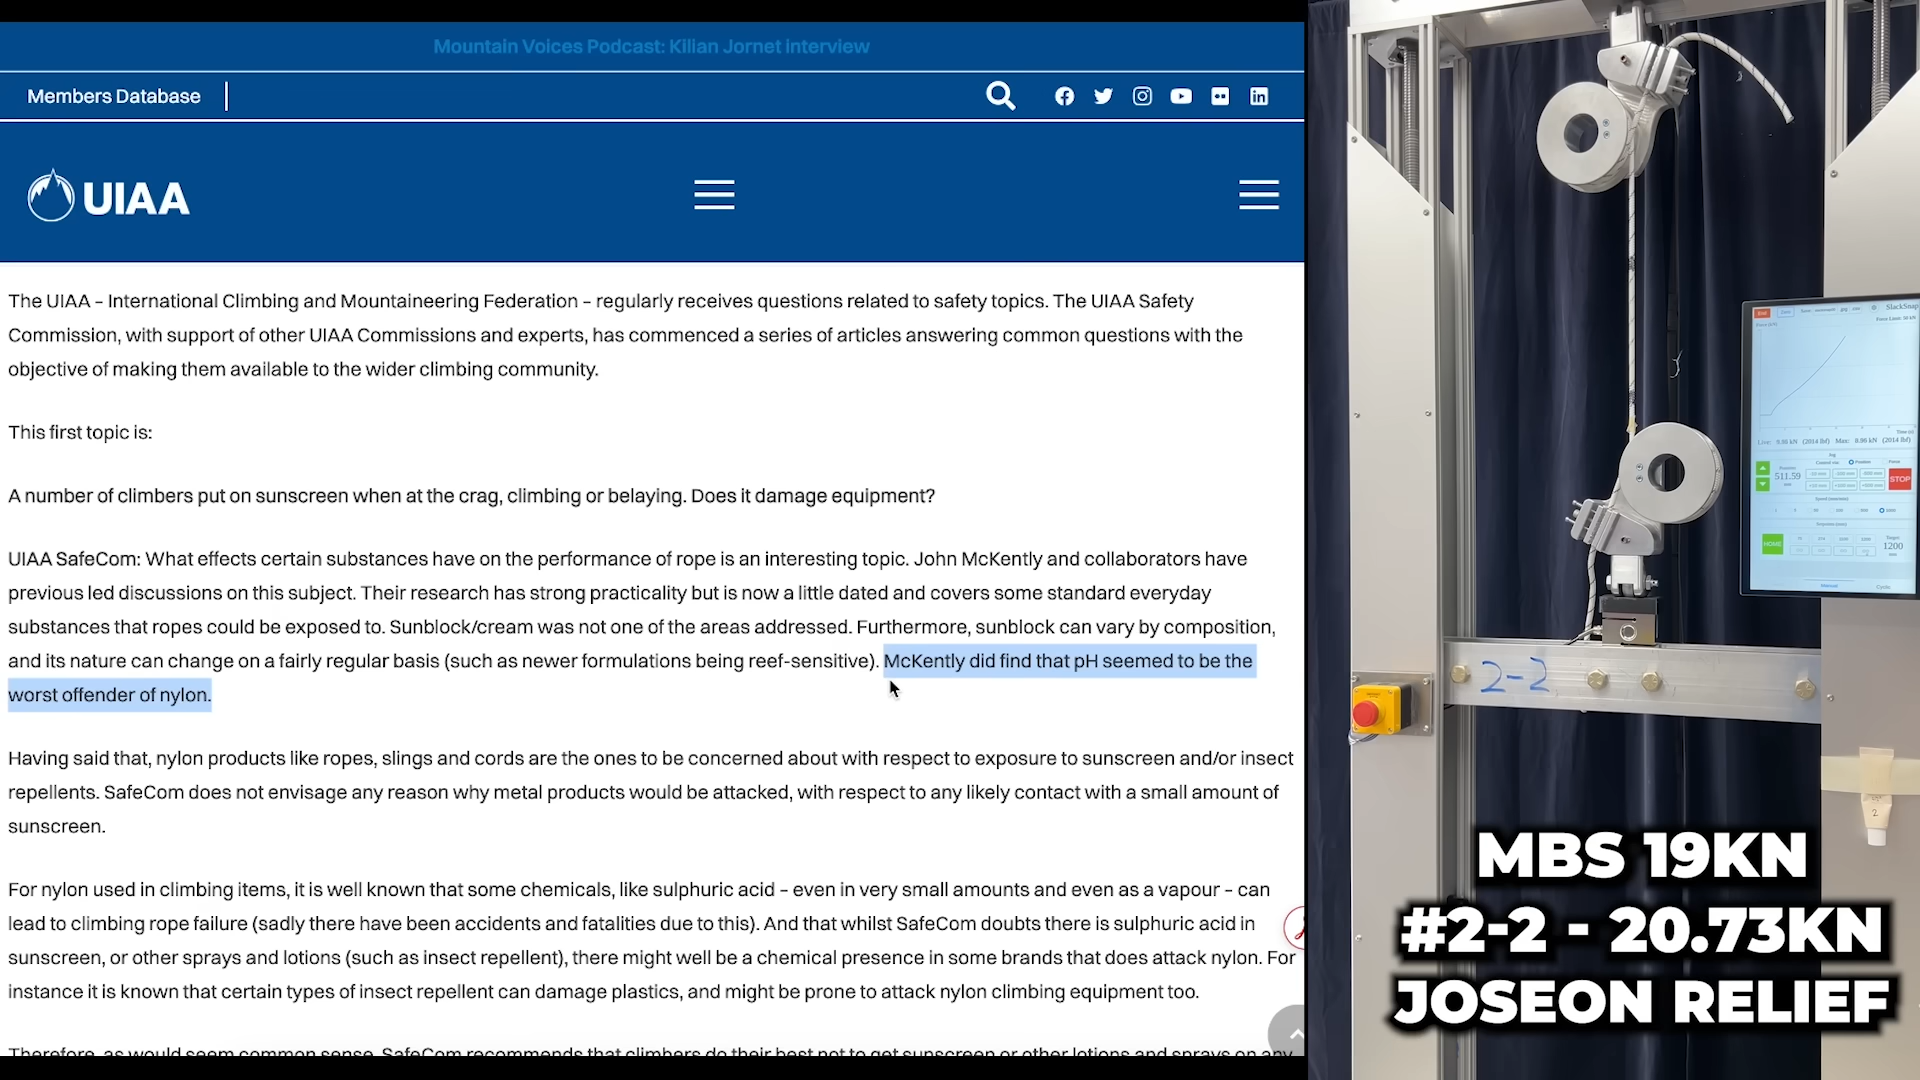 Mountain Voices Podcast: Kilian Jornet interview
Members Database
UIAA
The UIAA – International Climbing and Mountaineering Federation – regularly receives questions related to safety topics. The UIAA Safety
Commission, with support of other UIAA Commissions and experts, has commenced a series of articles answering common questions with the
objective of making them available to the wider climbing community.
This first topic is:
A number of climbers put on sunscreen when at the crag, climbing or belaying. Does it damage equipment?
UIAA SafeCom: What effects certain substances have on the performance of rope is an interesting topic. John McKently and collaborators have
previous led discussions on this subject. Their research has strong practicality but is now a little dated and covers some standard everyday
substances that ropes could be exposed to. Sunblock/cream was not one of the areas addressed. Furthermore, sunblock can vary by composition,
and its nature can change on a fairly regular basis (such as newer formulations being reef-sensitive). McKently did find that pH seemed to be the
worst offender of nylon.
Having said that, nylon products like ropes, slings and cords are the ones to be concerned about with respect to exposure to sunscreen and/or insect
repellents. SafeCom does not envisage any reason why metal products would be attacked, with respect to any likely contact with a small amount of
sunscreen.
For nylon used in climbing items, it is well known that some chemicals, like sulphuric acid – even in very small amounts and even as a vapour – can
lead to climbing rope failure (sadly there have been accidents and fatalities due to this). And that whilst SafeCom doubts there is sulphuric acid in
sunscreen, or other sprays and lotions (such as insect repellent), there might well be a chemical presence in some brands that does attack nylon. For
instance it is known that certain types of insect repellent can damage plastics, and might be prone to attack nylon climbing equipment too.
Therefore, as would seem common sense, SafeCom recommends that climbers do their best not to get sunscreen or other lotions and sprays on any
SlackSnap
511.59
STOP
HOME
Target
1200
2-2
2
MBS 19KN
#2-2 - 20.73KN
JOSEON RELIEF